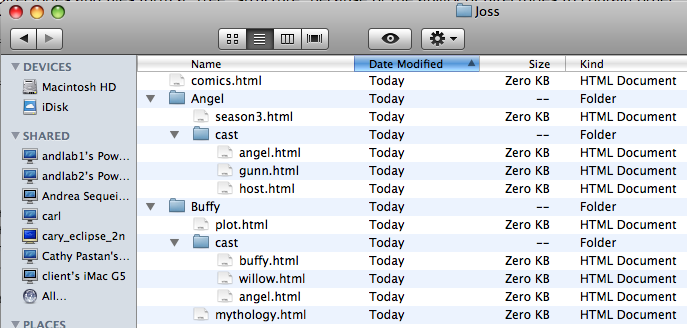 Joss
Name Date Modified Size Kind
DEVICES
Macintosh HD
iDisk
SHARED
andlab1's Pow...
andlab2's Pow...
Andrea Sequei...
carl
cary_eclipse_2n
Cathy Pastan's...
client's iMac G5
All...
PLACES
comics.html Today Zero KB HTML Document
Angel Today -- Folder
season3.html Today Zero KB HTML Document
cast Today -- Folder
angel.html Today Zero KB HTML Document
gunn.html Today Zero KB HTML Document
host.html Today Zero KB HTML Document
Buffy Today -- Folder
plot.html Today Zero KB HTML Document
cast Today -- Folder
buffy.html Today Zero KB HTML Document
willow.html Today Zero KB HTML Document
angel.html Today Zero KB HTML Document
mythology.html Today Zero KB HTML Document